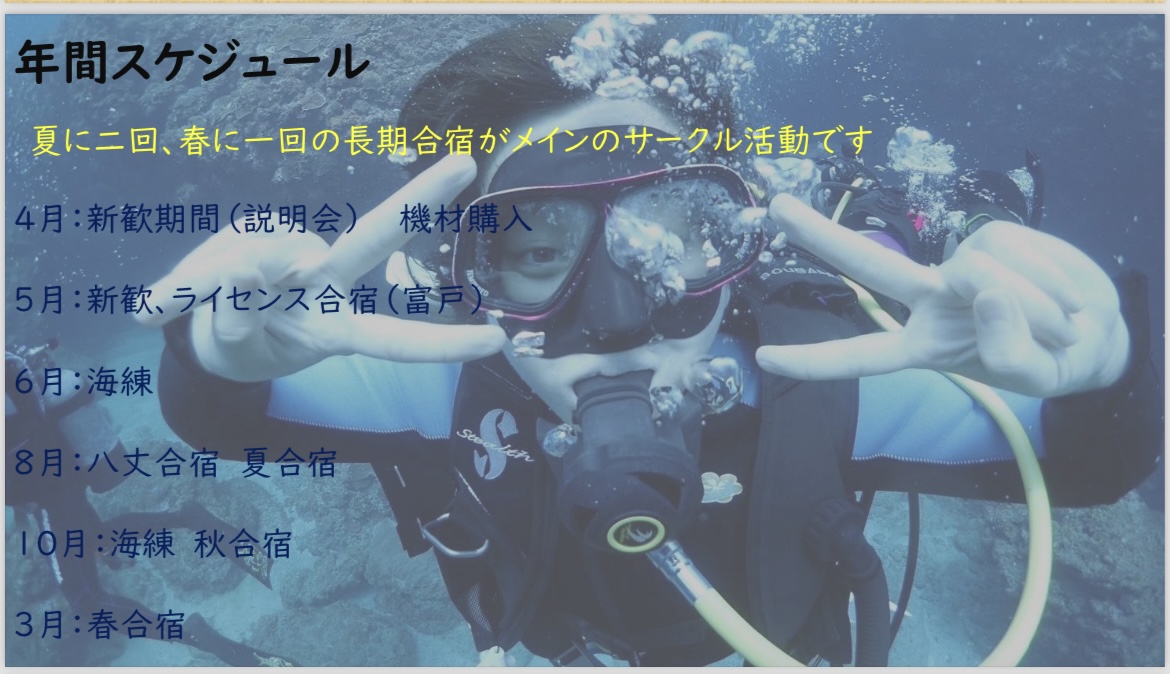 年間スケジュール
夏に二回、春に一回の長期合宿がメインのサークル活動です
4月：新歓期間（説明会）　機材購入
5月：新歓、ライセンス合宿（富戸）
6月：海練
8月：八丈合宿　夏合宿
10月：海練　秋合宿
3月：春合宿